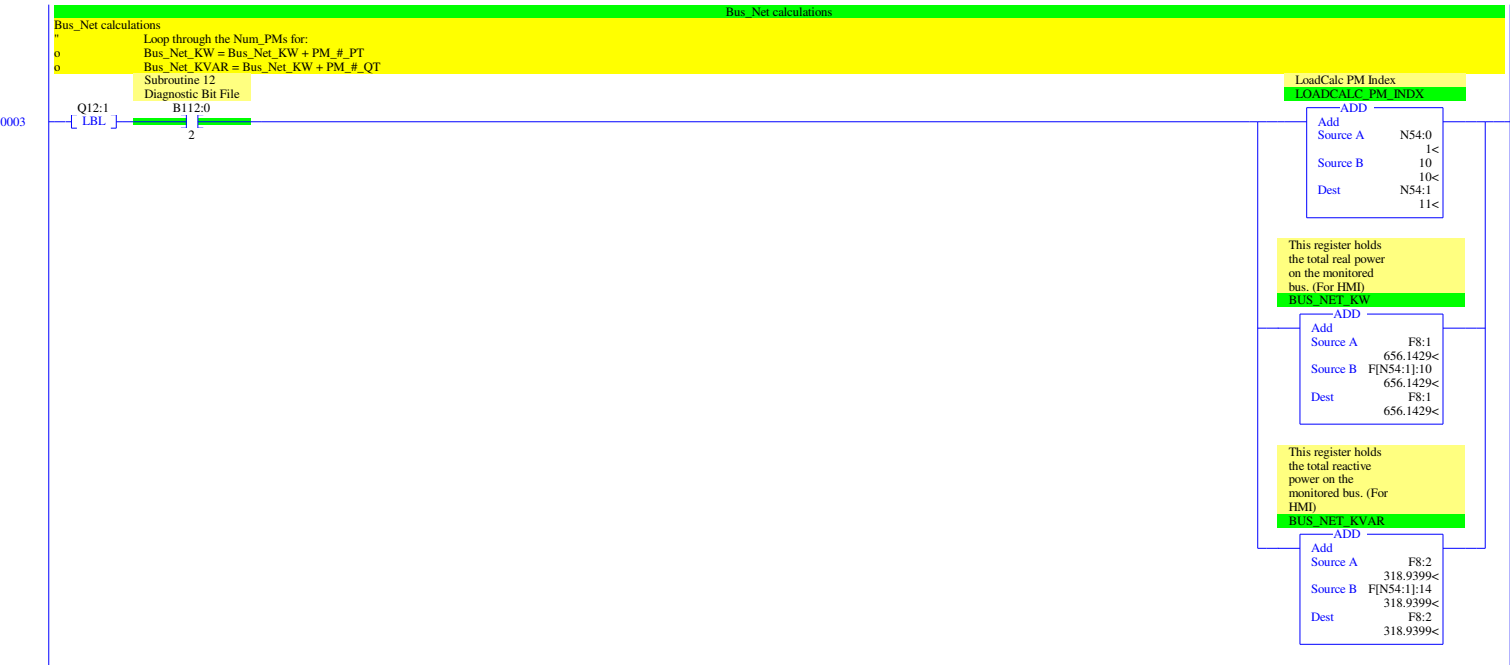 Bus_Net calculations
Bus_Net calculations
" Loop through the Num_PMs for:
o Bus_Net_KW = Bus_Net_KW + PM_#_PT
o Bus_Net_KVAR = Bus_Net_KW + PM_#_QT
Subroutine 12
Diagnostic Bit File
Q12:1 B112:0
0003 LBL
2
LoadCalc PM Index
LOADCALC_PM_INDX
ADD
Add
Source A N54:0
1<
Source B 10
10<
Dest N54:1
11<
This register holds
the total real power
on the monitored
bus. (For HMI)
BUS_NET_KW
ADD
Add
Source A F8:1
656.1429<
Source B F[N54:1]:10
656.1429<
Dest F8:1
656.1429<
This register holds
the total reactive
power on the
monitored bus. (For
HMI)
BUS_NET_KVAR
ADD
Add
Source A F8:2
318.9399<
Source B F[N54:1]:14
318.9399<
Dest F8:2
318.9399<